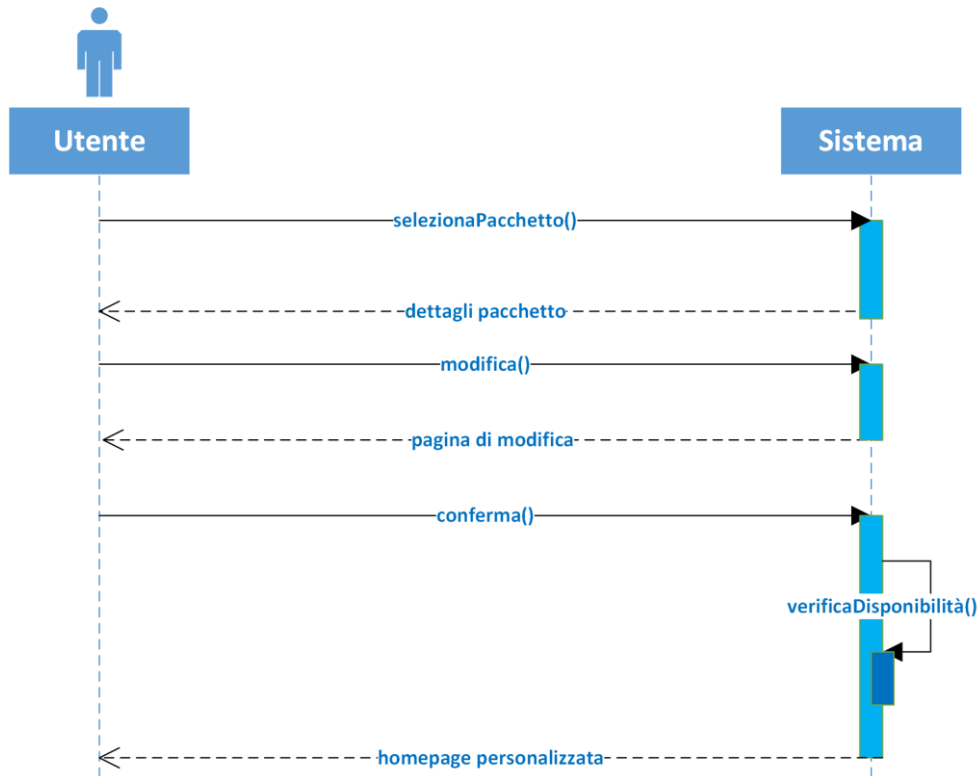 Utente
Sistema
selezionaPacchetto()
dettagli pacchetto
modifica()
pagina di modifica
conferma()
verificaDisponibilità()
homepage personalizzata